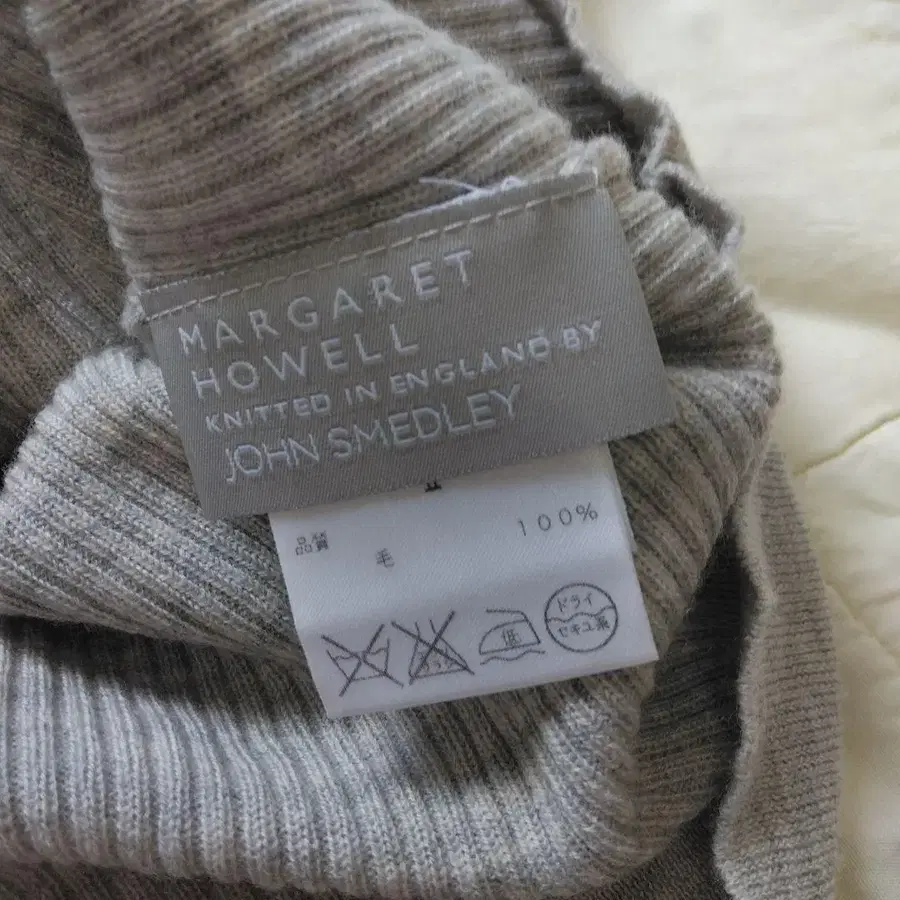 MARGARET
HOWELL
KNITTED IN ENGLAND BY
JOHN SMEDLEY
品質
毛 100%
低
ドライ
セキユ系